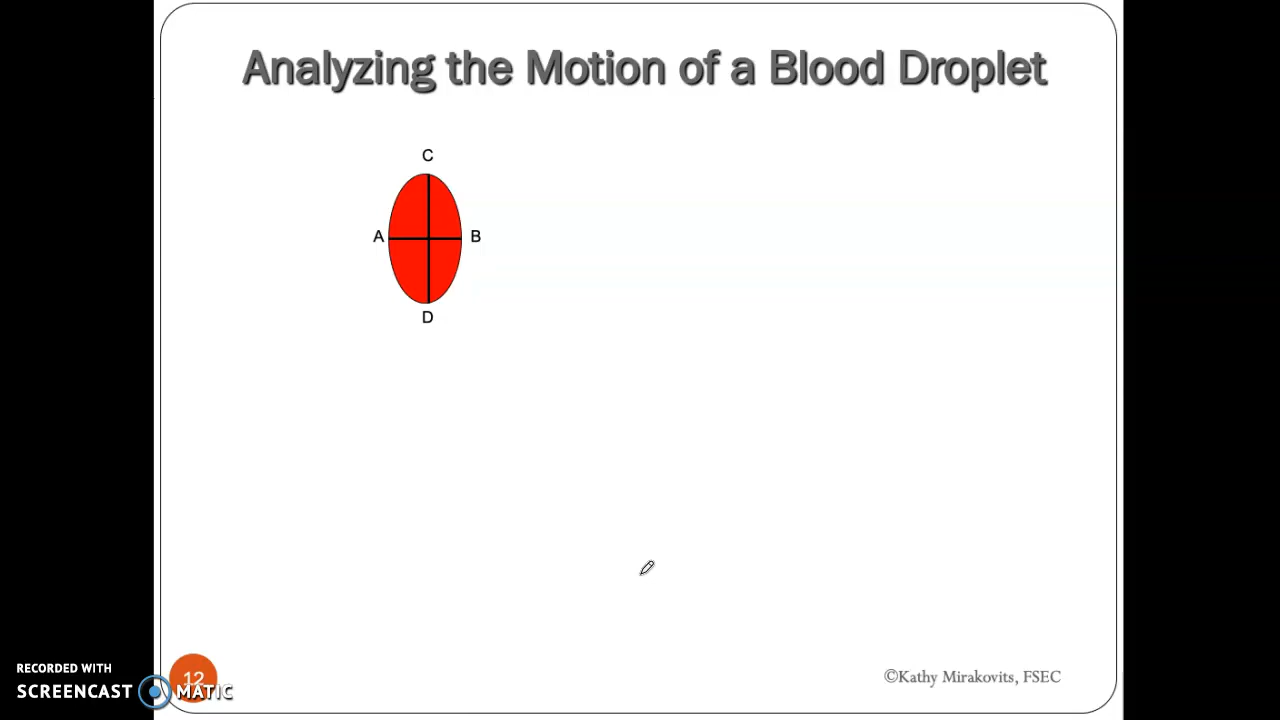 Analyzing the Motion of a Blood Droplet
C
A
B
D
RECORDED WITH
SCREENCAST MATIC
12
©Kathy Mirakovits, FSEC